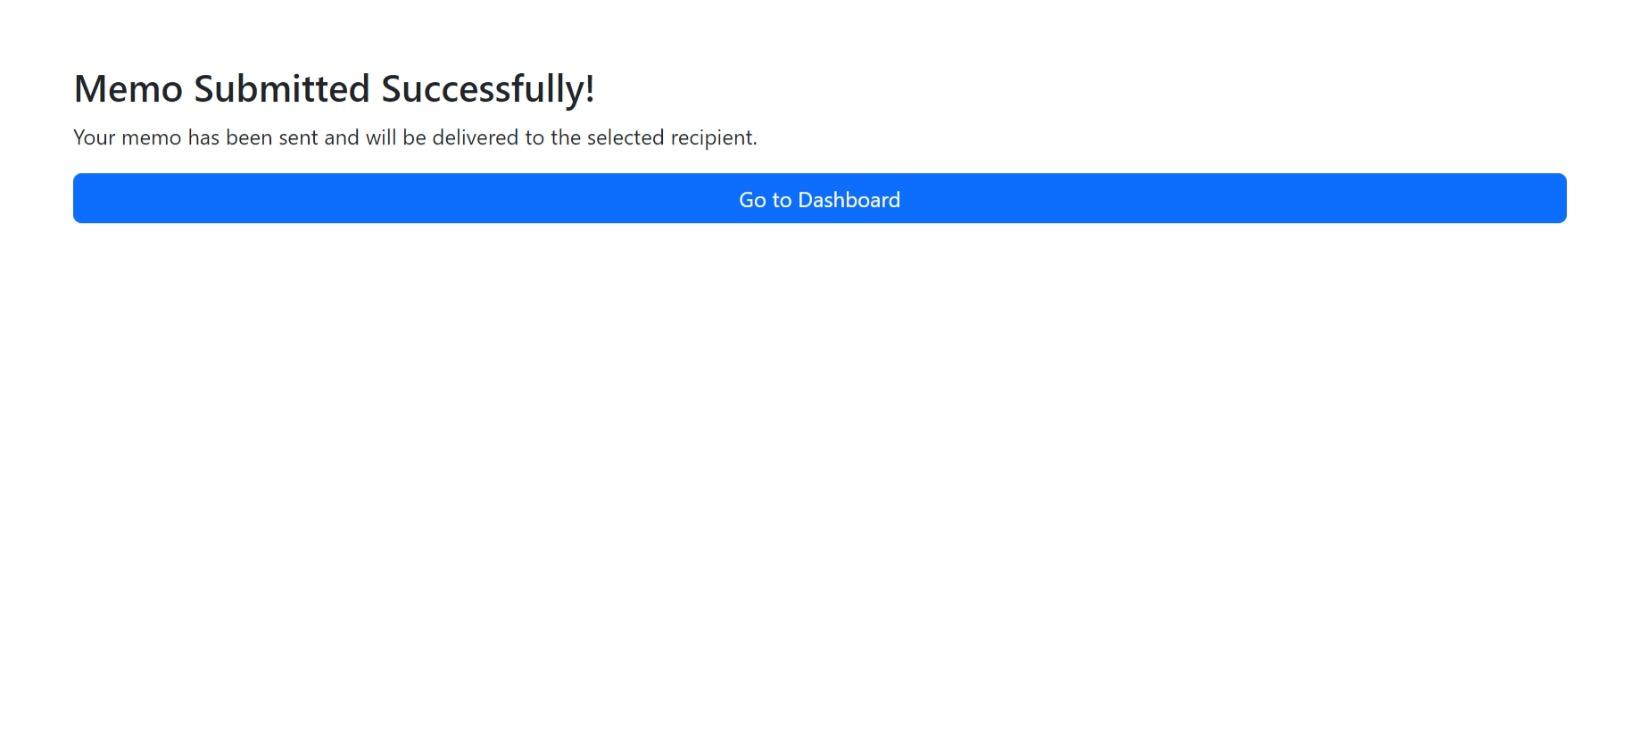 Memo Submitted Successfully!
Your memo has been sent and will be delivered to the selected recipient.
Go to Dashboard